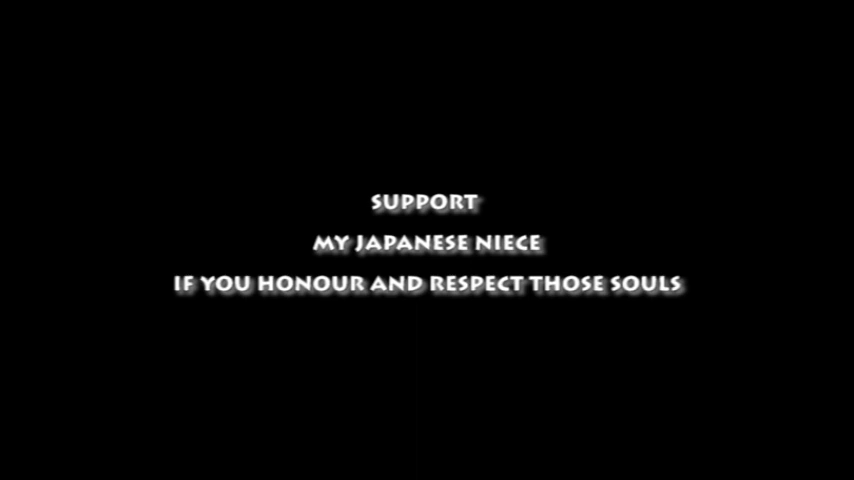 SUPPORT
MY JAPANESE NIECE
IF YOU HONOUR AND RESPECT THOSE SOULS